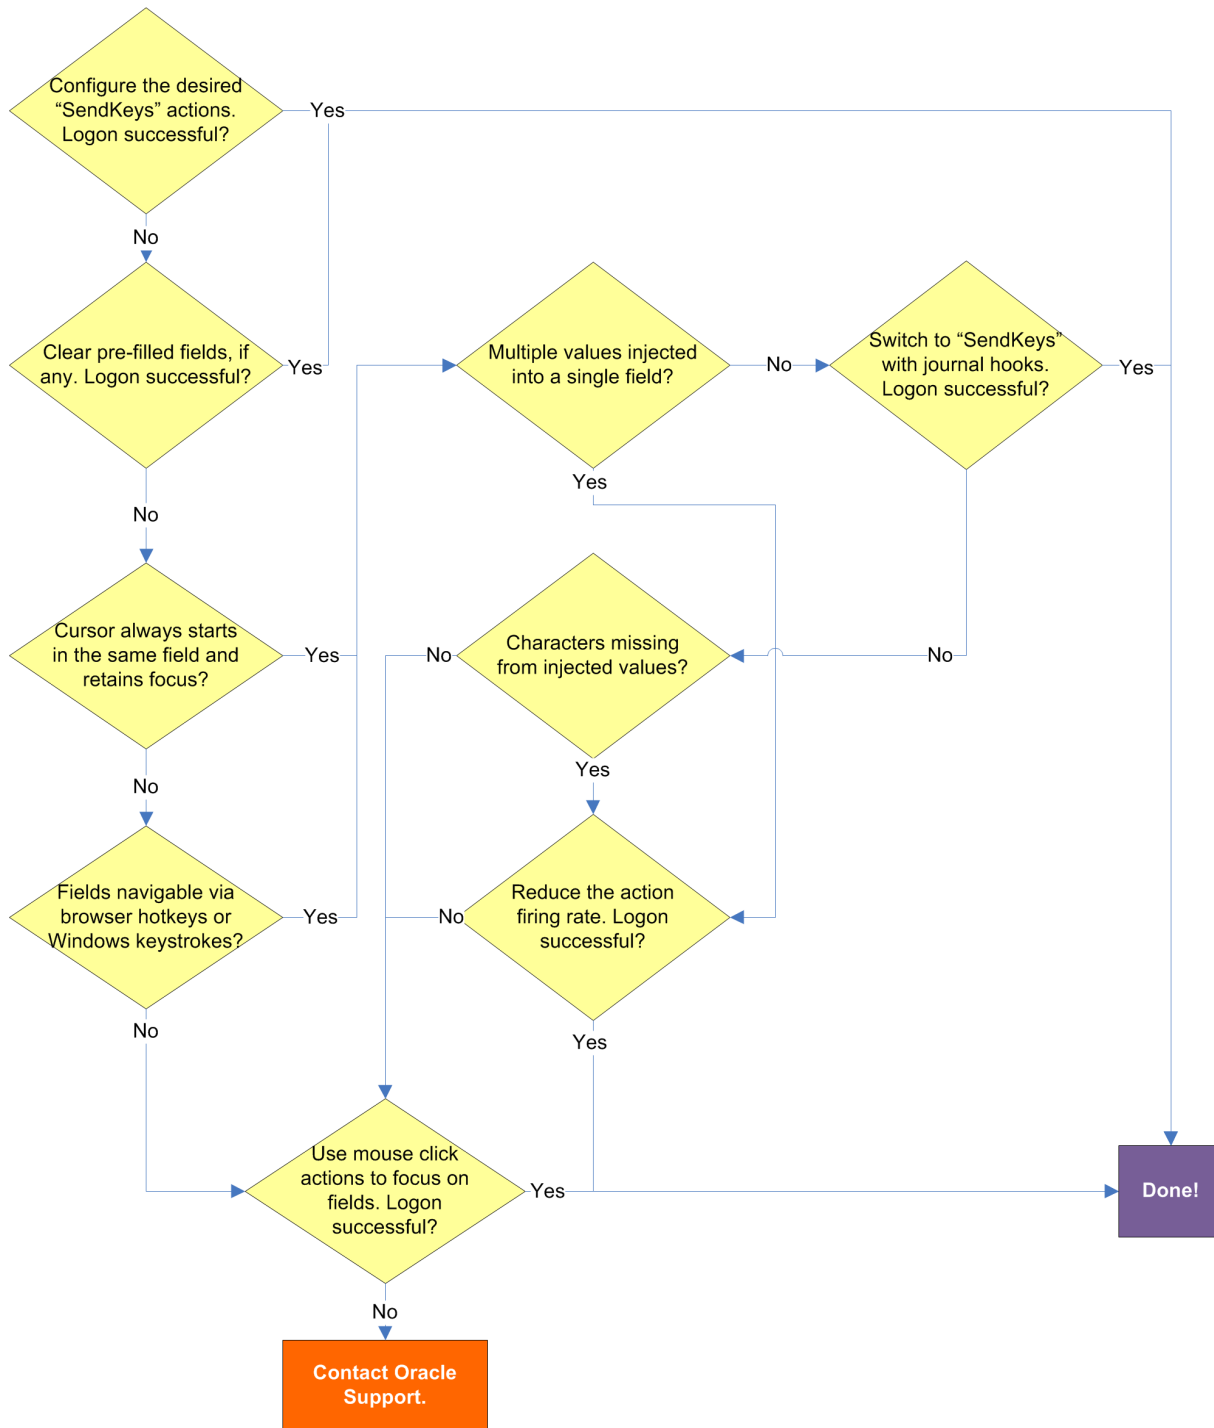 Configure the desired
“SendKeys” actions.
Logon successful?
Yes
No
Clear pre-filled fields, if
any. Logon successful?
Yes
Multiple values injected
into a single field?
No
Switch to “SendKeys”
with journal hooks.
Logon successful?
Yes
Yes
No
Cursor always starts
in the same field and
retains focus?
Yes
No
Characters missing
from injected values?
No
Yes
No
Fields navigable via
browser hotkeys or
Windows keystrokes?
Yes
No
Reduce the action
firing rate. Logon
successful?
No
Yes
Use mouse click
actions to focus on
fields. Logon
successful?
Yes
Done!
No
Contact Oracle
Support.